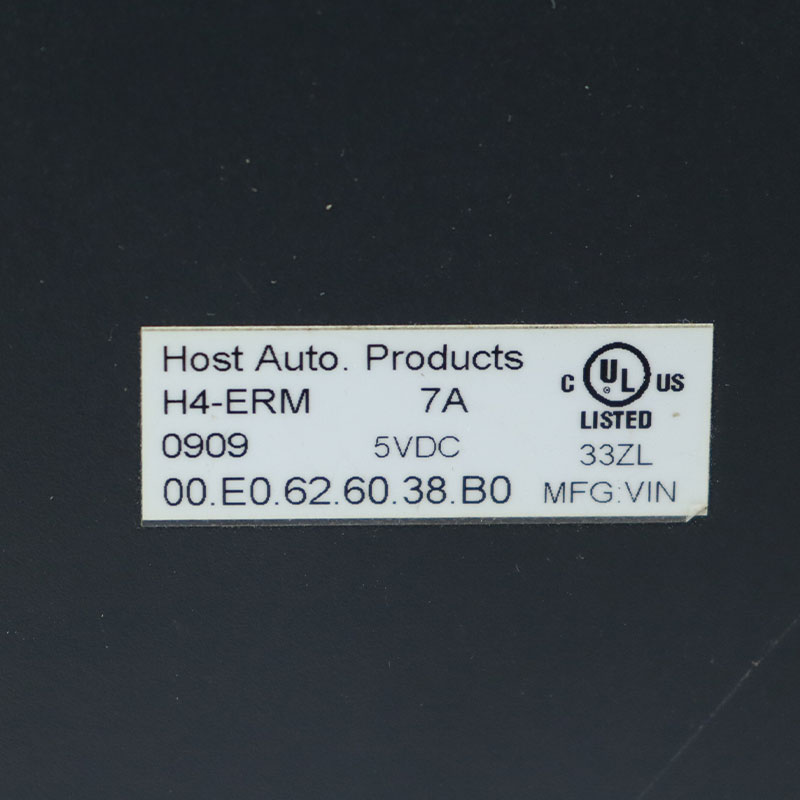 Host Auto. Products
H4-ERM 7A
0909 5VDC
00.E0.62.60.38.B0
C UL ® US
LISTED
33ZL
MFG:VIN